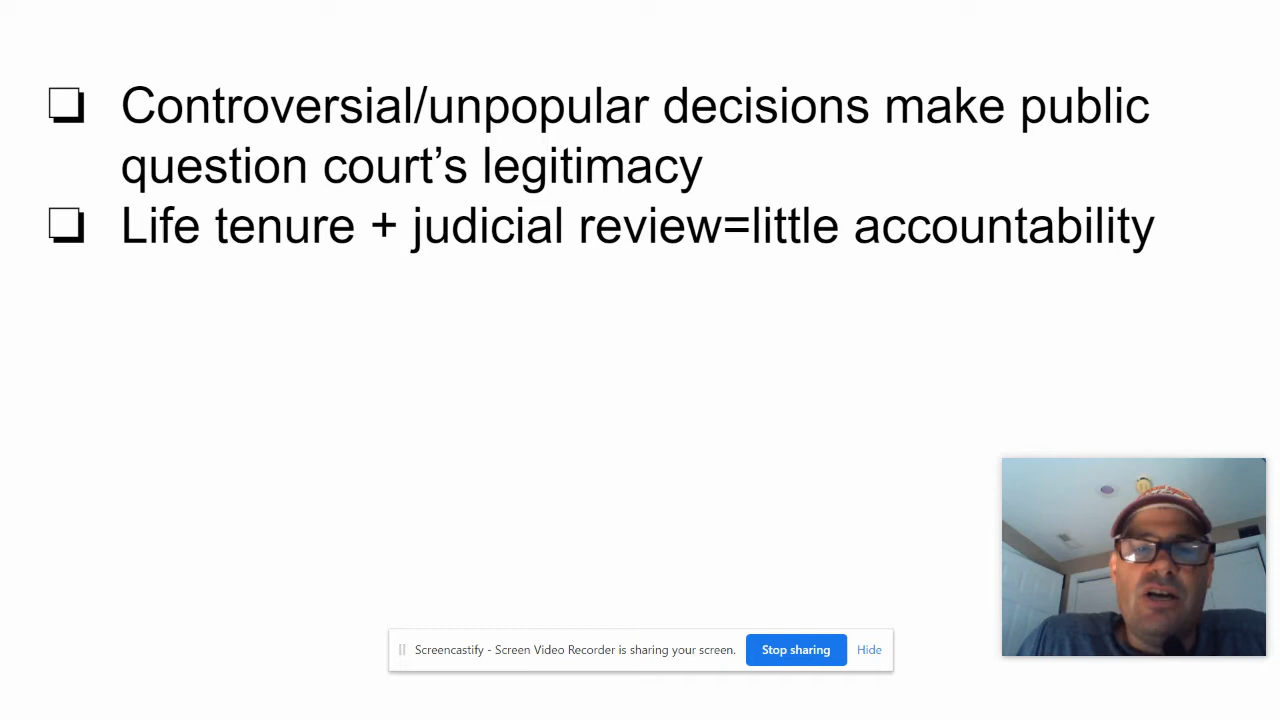 Controversial/unpopular decisions make public
question court’s legitimacy
Life tenure + judicial review=little accountability
Screencastify - Screen Video Recorder is sharing your screen.
Stop sharing
Hide